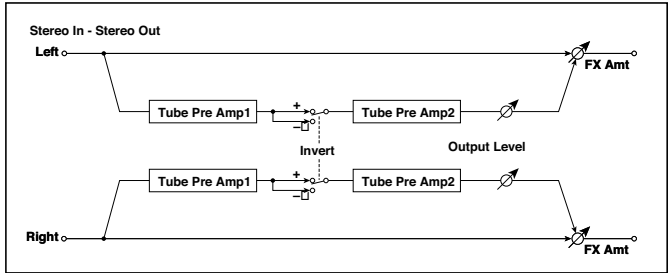 Stereo In - Stereo Out
Left
FX Amt
+
Tube Pre Amp1
Tube Pre Amp2
−
Invert
Output Level
+
Tube Pre Amp1
Tube Pre Amp2
−
Right
FX Amt